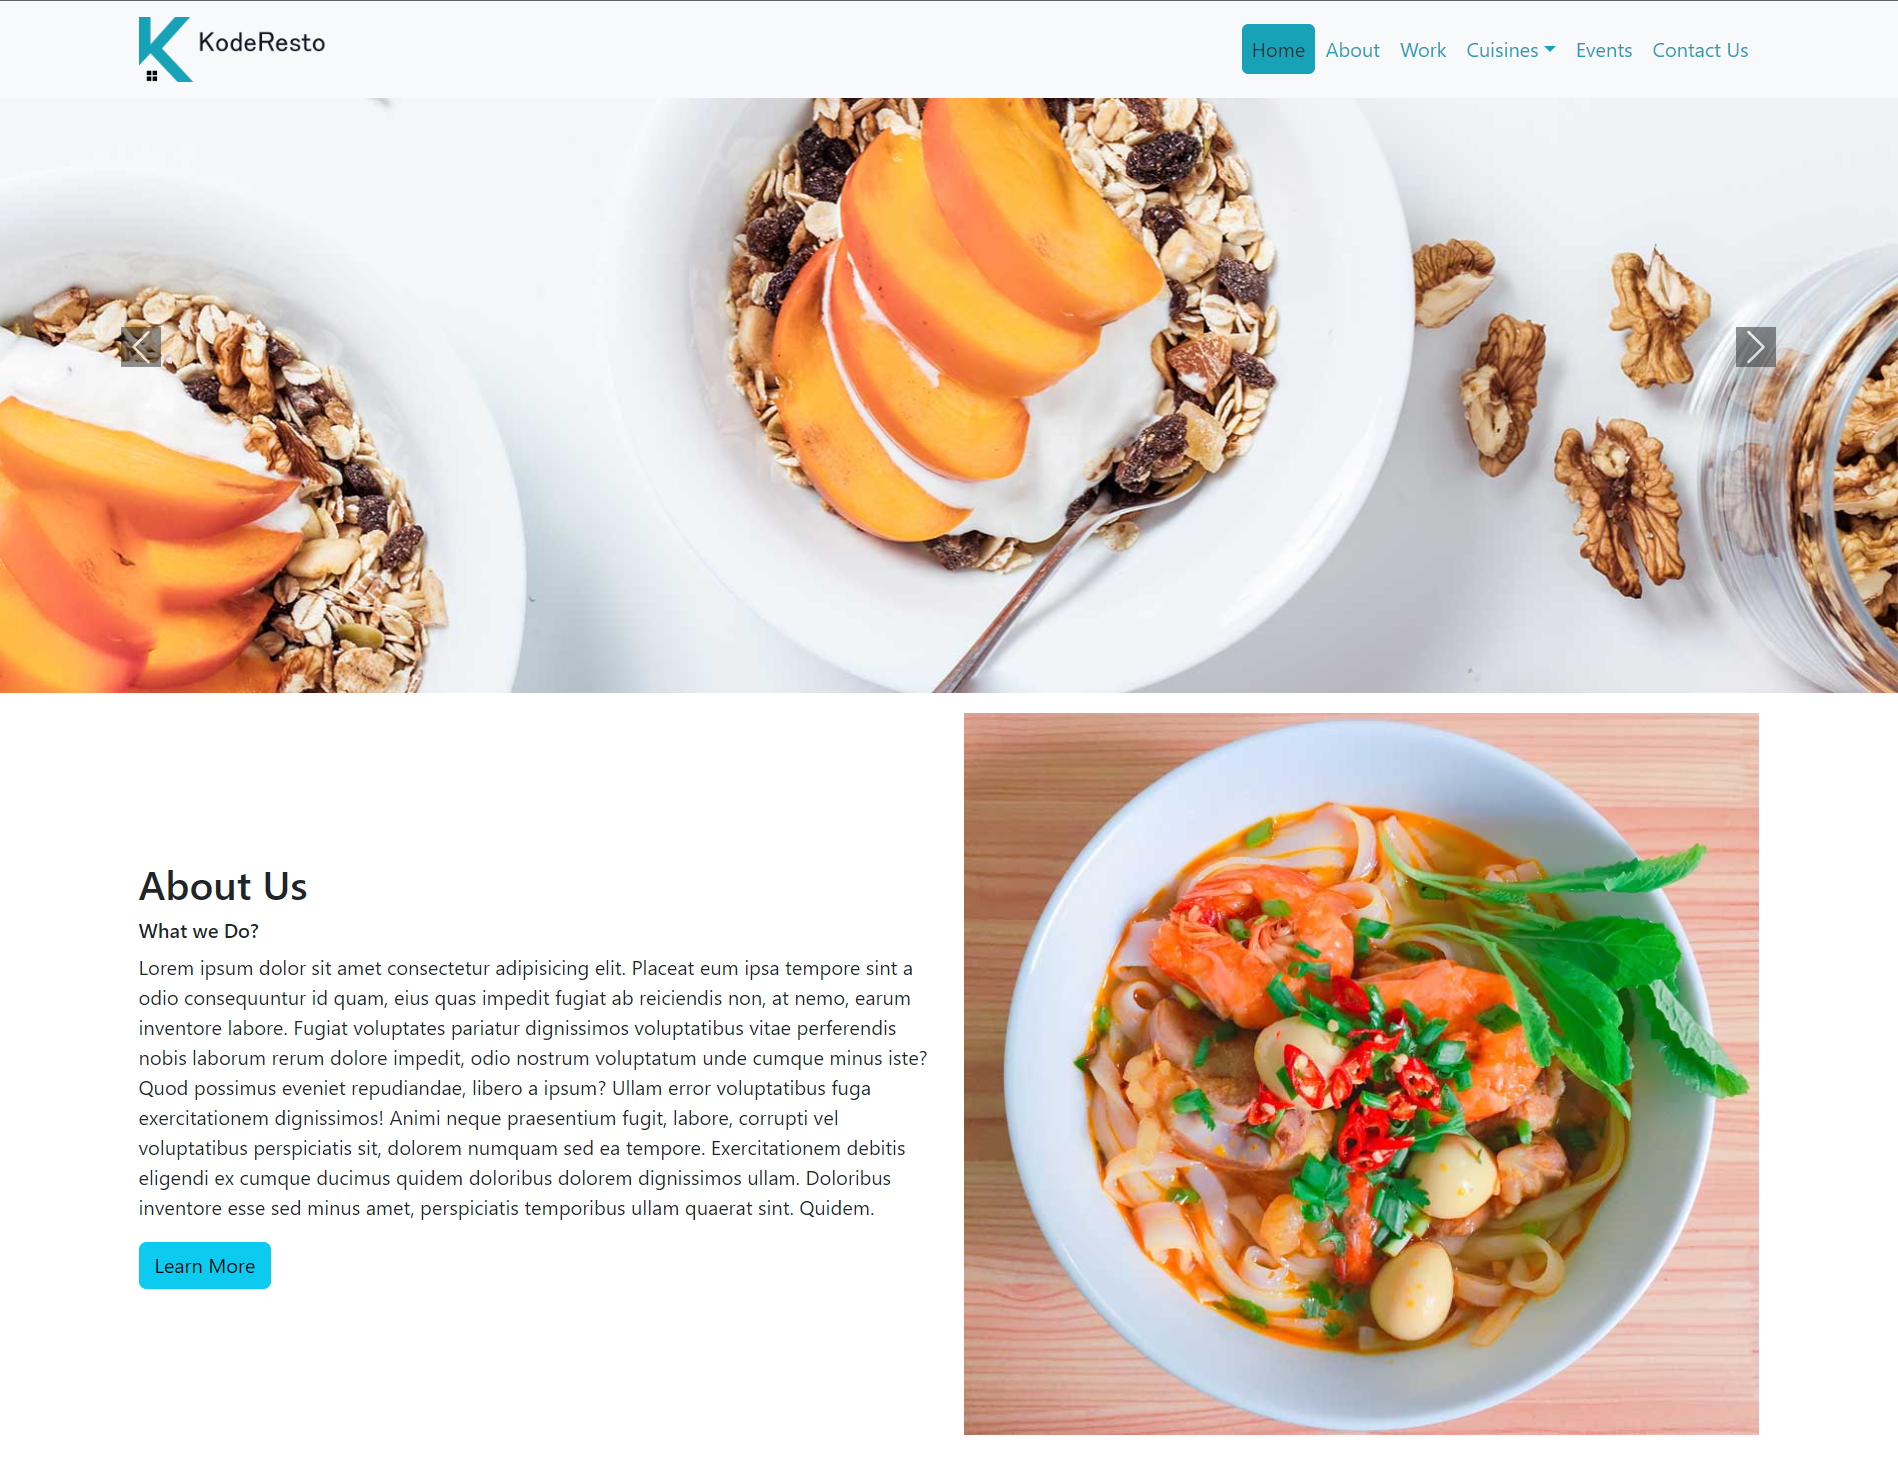 KodeResto
Home About Work Cuisines Events Contact Us
About Us
What we Do?
Lorem ipsum dolor sit amet consectetur adipisicing elit. Placeat eum ipsa tempore sint a
odio consequuntur id quam, eius quas impedit fugiat ab reiciendis non, at nemo, earum
inventore labore. Fugiat voluptates pariatur dignissimos voluptatibus vitae perferendis
nobis laborum rerum dolore impedit, odio nostrum voluptatum unde cumque minus iste?
Quod possimus eveniet repudiandae, libero a ipsum? Ullam error voluptatibus fuga
exercitationem dignissimos! Animi neque praesentium fugit, labore, corrupti vel
voluptatibus perspiciatis sit, dolorem numquam sed ea tempore. Exercitationem debitis
eligendi ex cumque ducimus quidem doloribus dolorem dignissimos ullam. Doloribus
inventore esse sed minus amet, perspiciatis temporibus ullam quaerat sint. Quidem.
Learn More